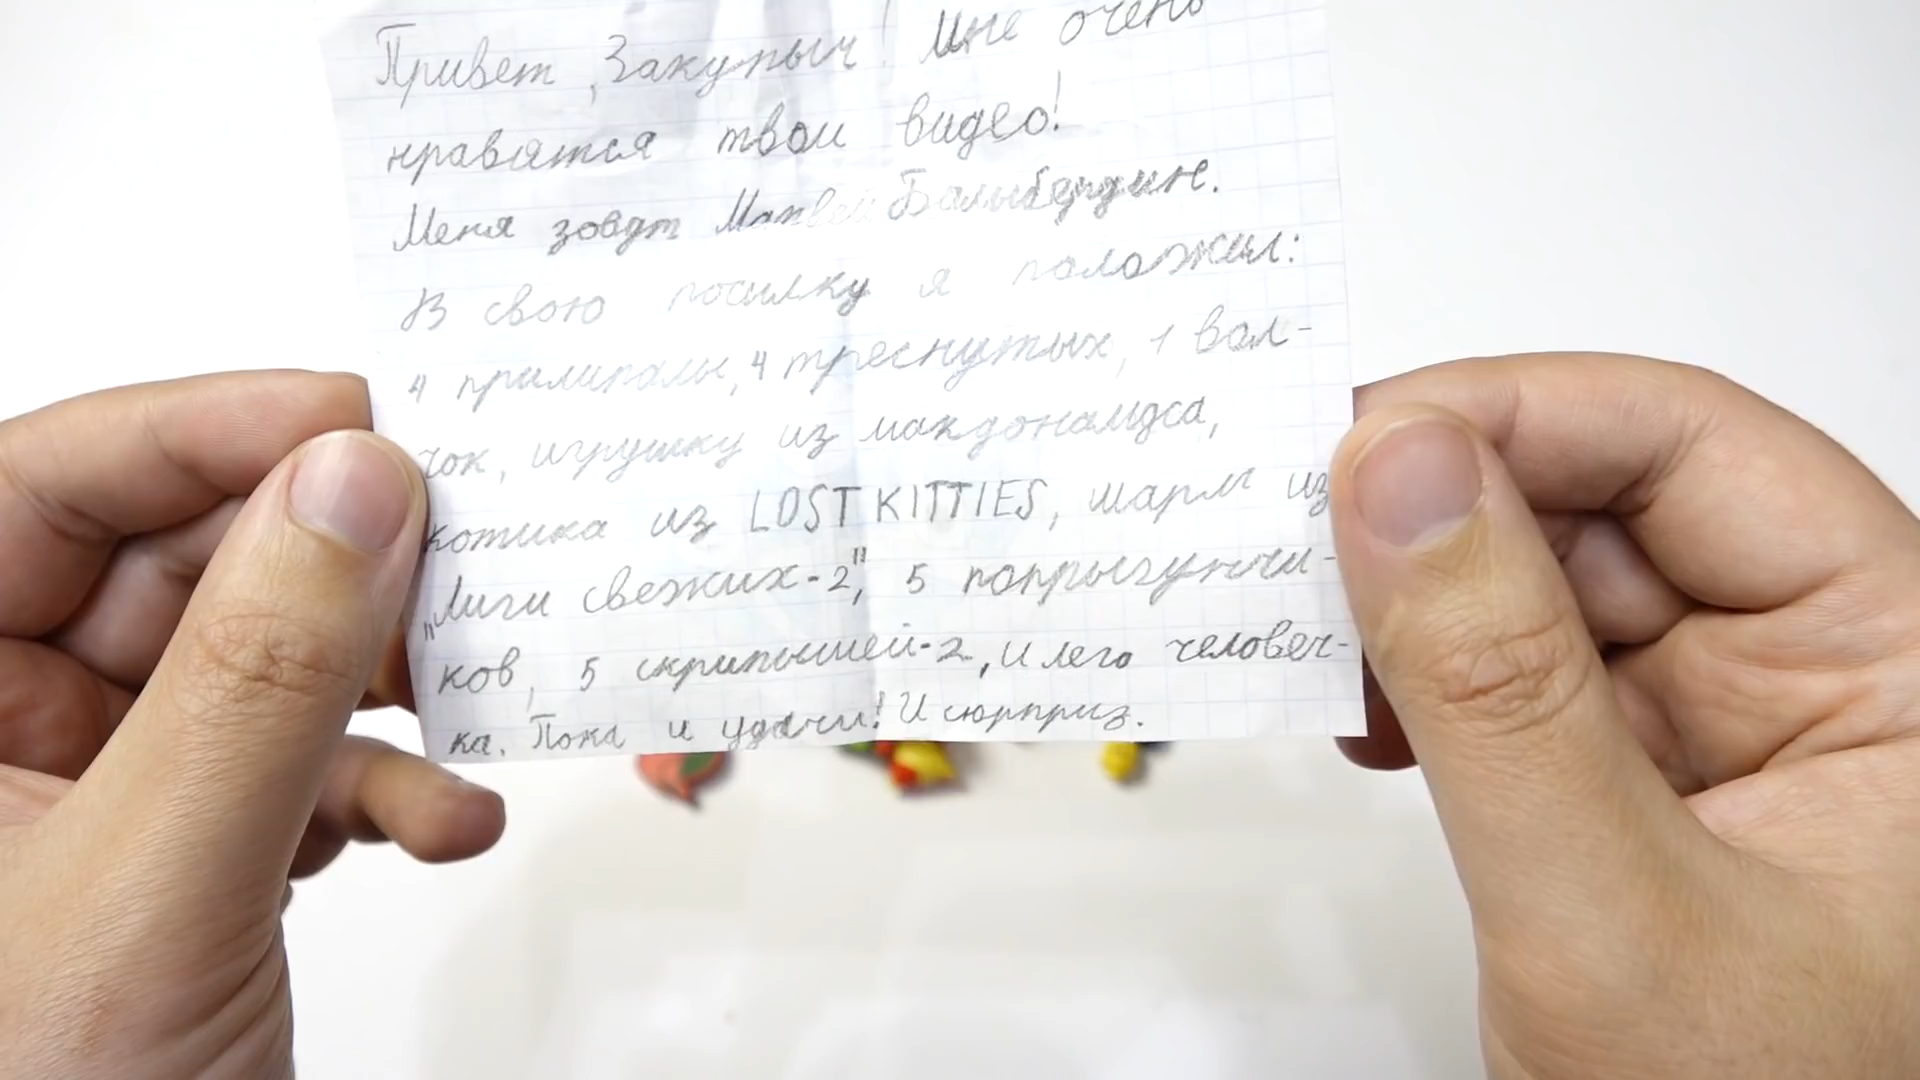 Привет, Закупыч! Мне очень
нравятся твои видео!
Меня зовут Матвей
В свою посылку я положил:
4 прилипалы, 4 треснутых, 1 вол-
чок, игрушку из макдональдса,
котика из LOST KITTIES, шарм из
„Лиги свежих-2", 5 попрыгунчи-
ков, 5 скрипышей-2, и лего человеч-
ка. Пока и удачи! И сюрприз.